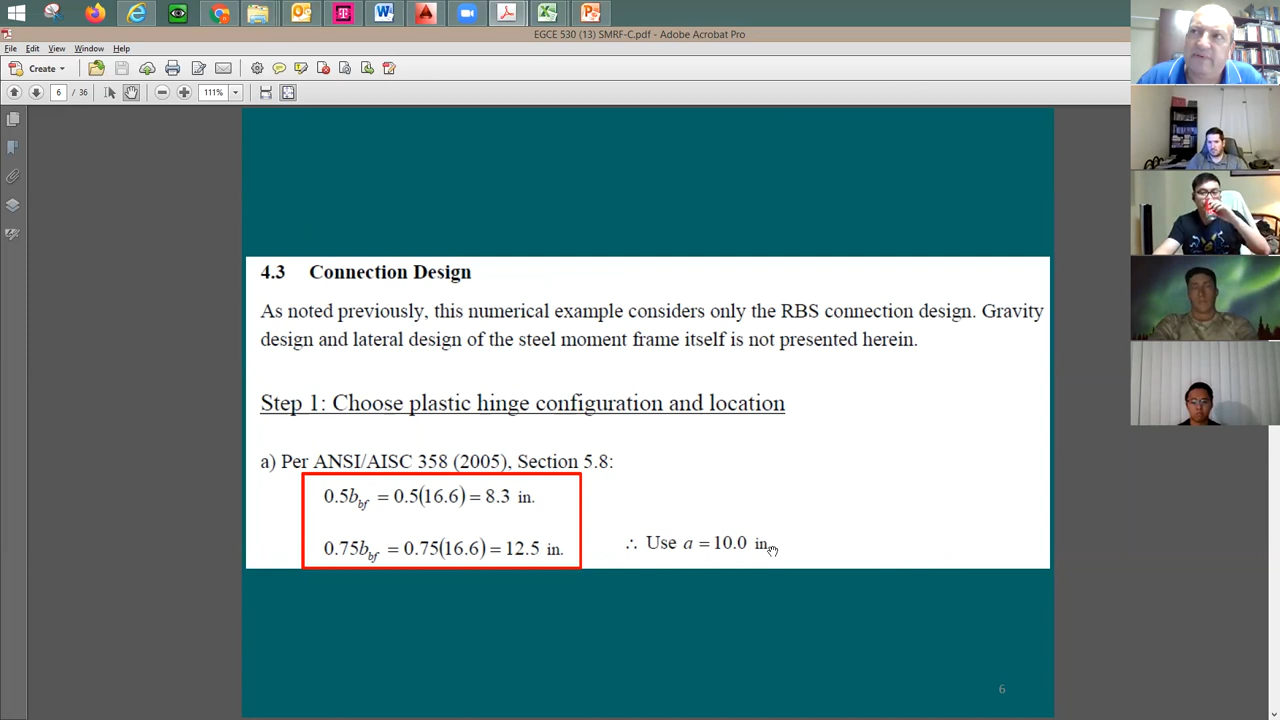 EGCE 530 (13) SMRF-C.pdf - Adobe Acrobat Pro
File Edit View Window Help
Create
6 / 36 111%
4.3 Connection Design
As noted previously, this numerical example considers only the RBS connection design. Gravity
design and lateral design of the steel moment frame itself is not presented herein.
Step 1: Choose plastic hinge configuration and location
a) Per ANSI/AISC 358 (2005), Section 5.8:
0.5b_bf = 0.5(16.6) = 8.3 in.
0.75b_bf = 0.75(16.6) = 12.5 in.
∴ Use a = 10.0 in.
6